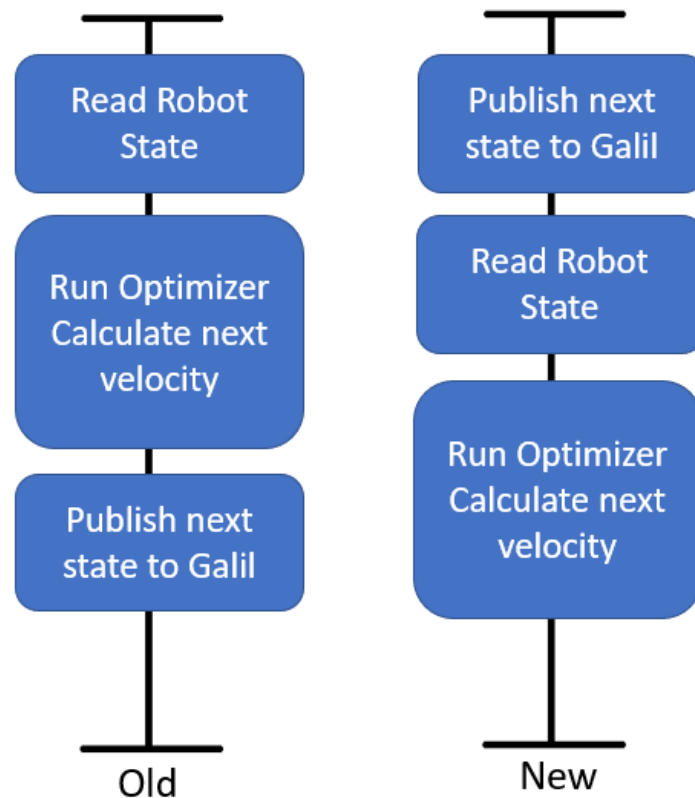 Read Robot
State
Run Optimizer
Calculate next
velocity
Publish next
state to Galil
Old
Publish next
state to Galil
Read Robot
State
Run Optimizer
Calculate next
velocity
New